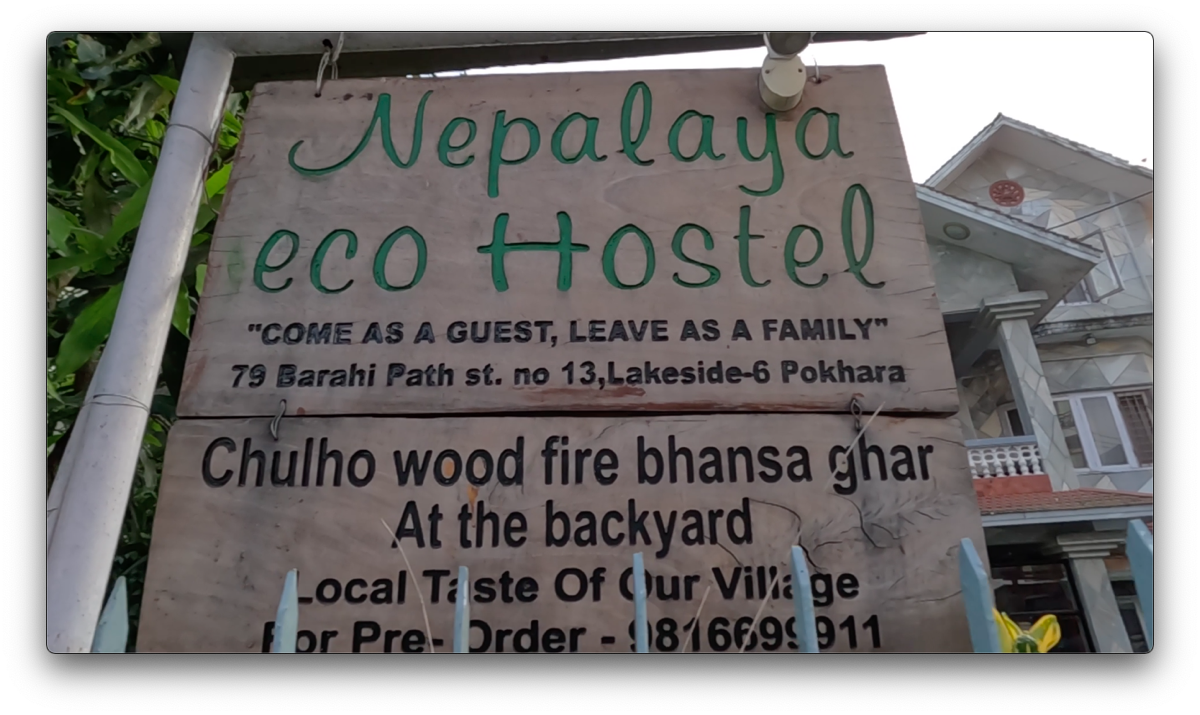 Nepalaya
eco Hostel
"COME AS A GUEST, LEAVE AS A FAMILY"
79 Barahi Path st. no 13,Lakeside-6 Pokhara
Chulho wood fire bhansa ghar
At the backyard
Local Taste Of Our Village
For Pre- Order - 9816699911